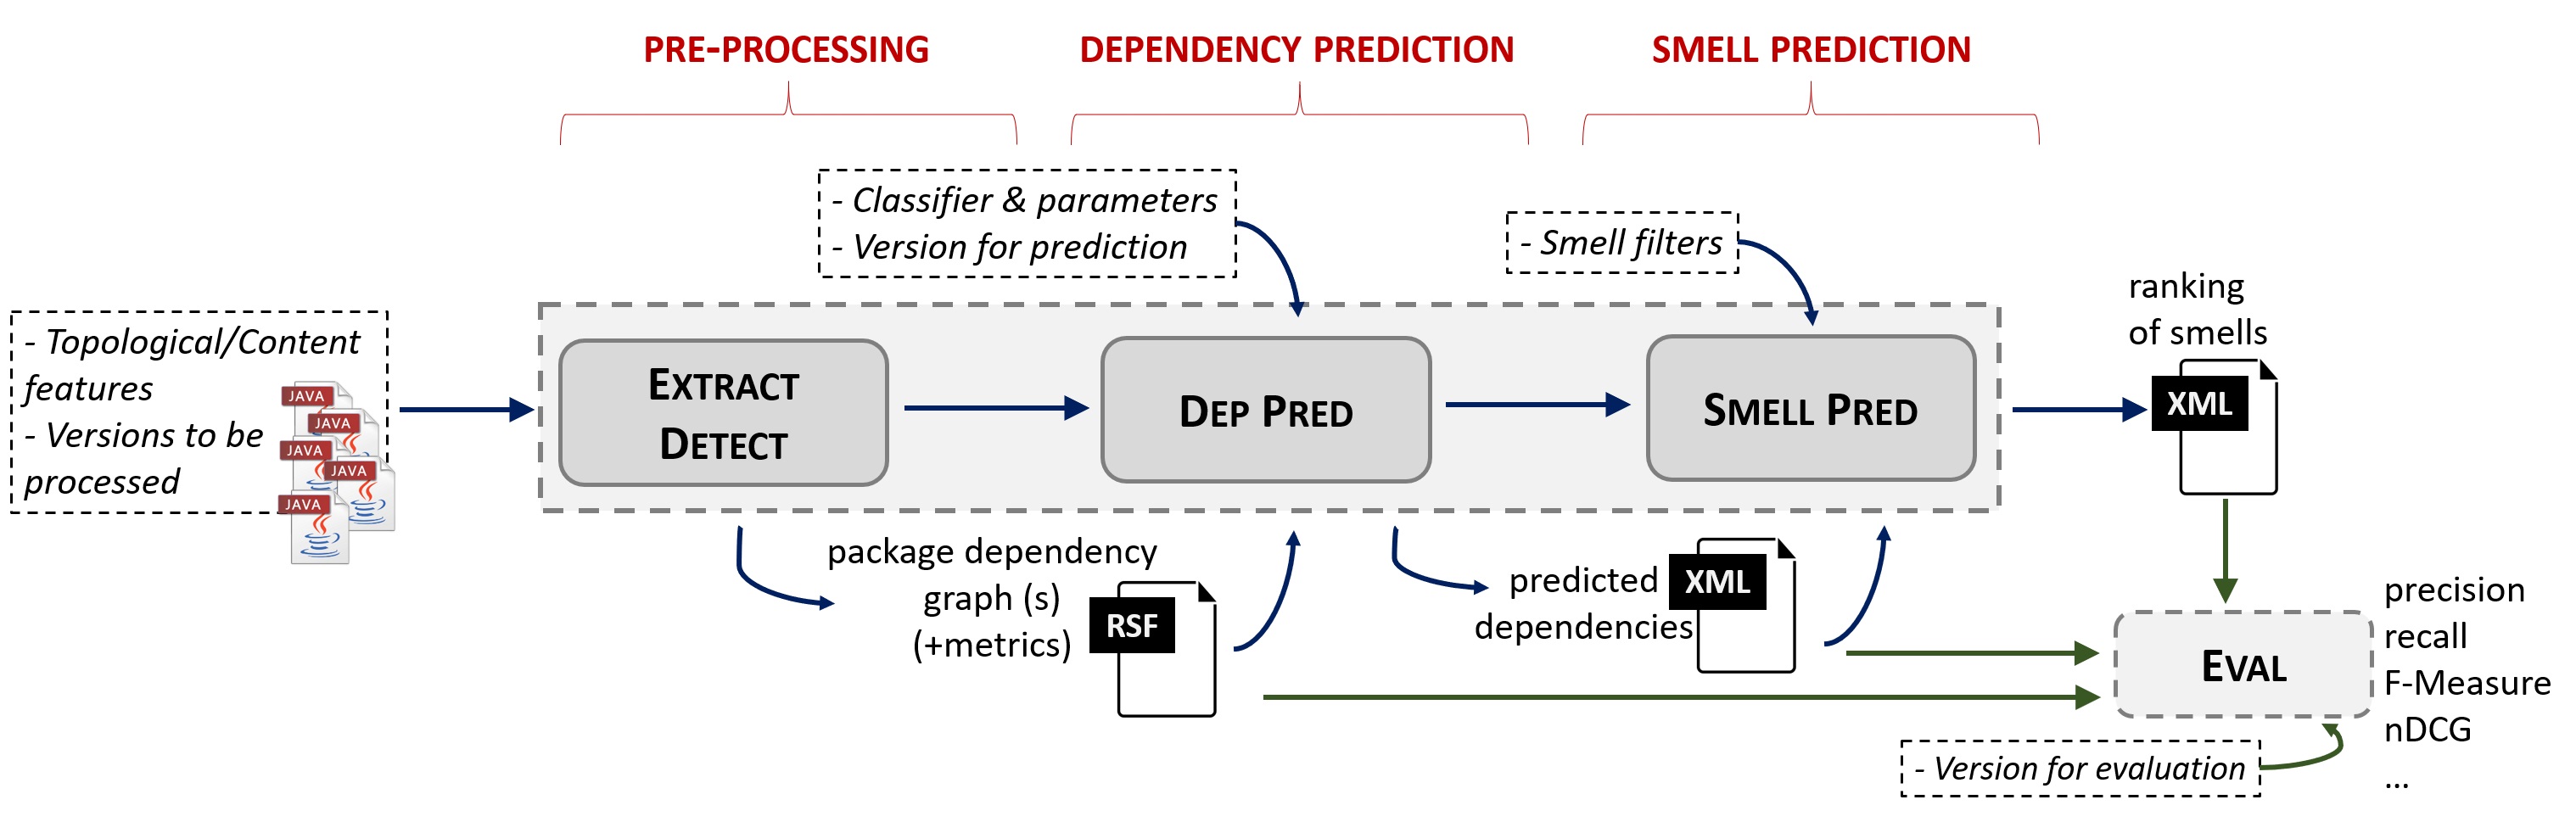 PRE-PROCESSING
DEPENDENCY PREDICTION
SMELL PREDICTION
- Classifier & parameters
- Version for prediction
- Smell filters
- Topological/Content
features
- Versions to be
processed
JAVA
JAVA
JAVA
JAVA
JAVA
EXTRACT
DETECT
DEP PRED
SMELL PRED
ranking
of smells
XML
package dependency
graph (s)
(+metrics)
RSF
predicted
dependencies
XML
EVAL
precision
recall
F-Measure
nDCG
...
- Version for evaluation